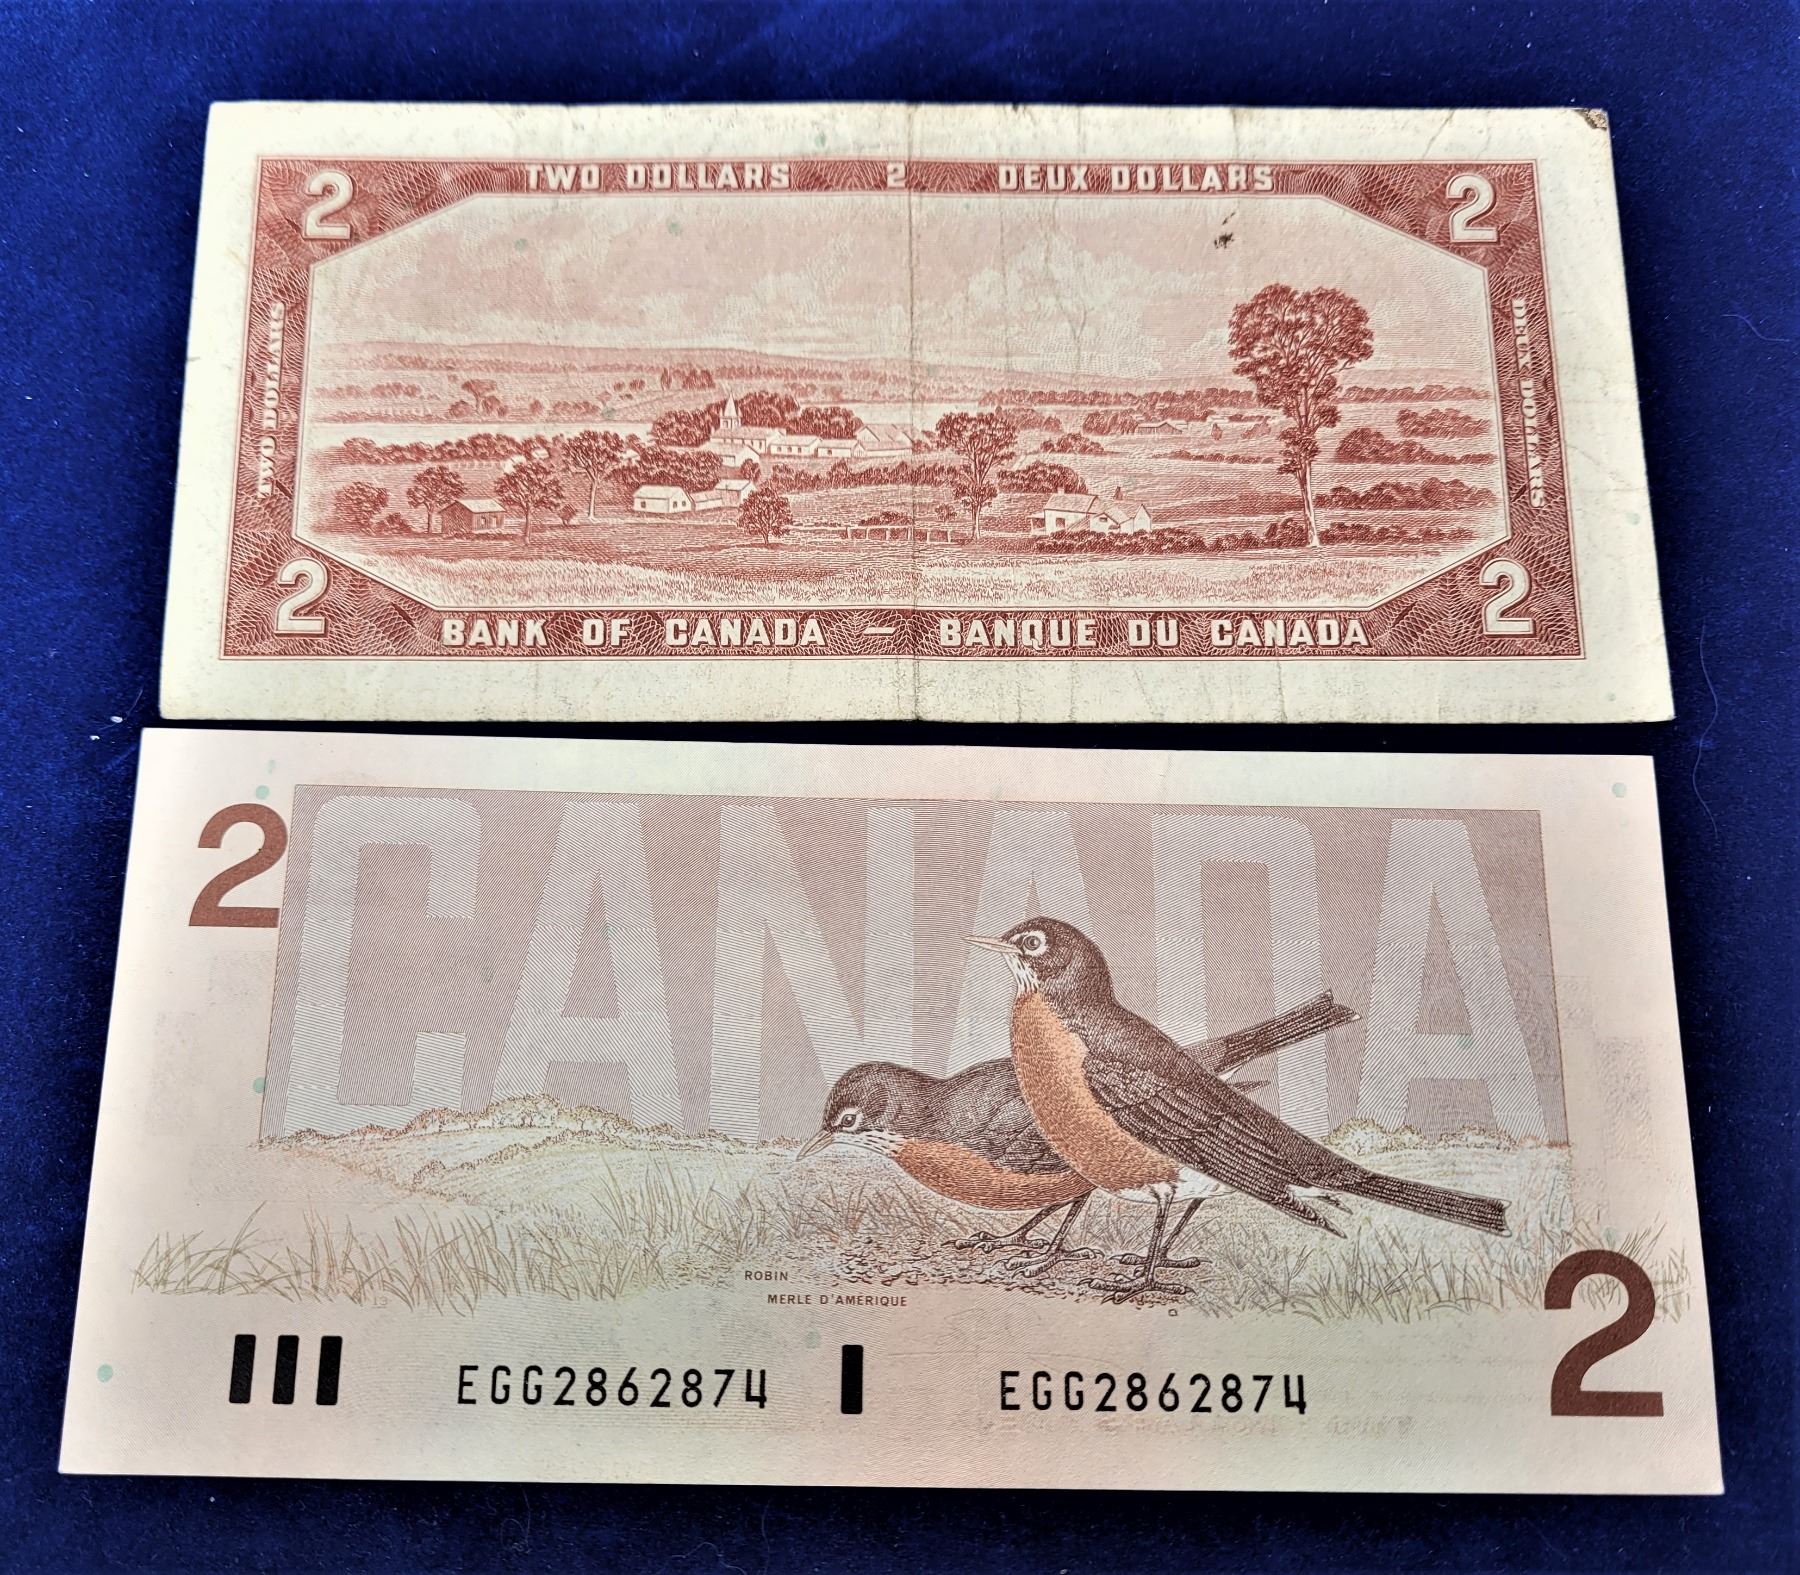 2 TWO DOLLARS 2 DEUX DOLLARS 2
TWO DOLLARS
DEUX DOLLARS
2 BANK OF CANADA — BANQUE DU CANADA 2
2
CANADA
ROBIN
MERLE D'AMÉRIQUE
13
EGG2862874 EGG2862874
2